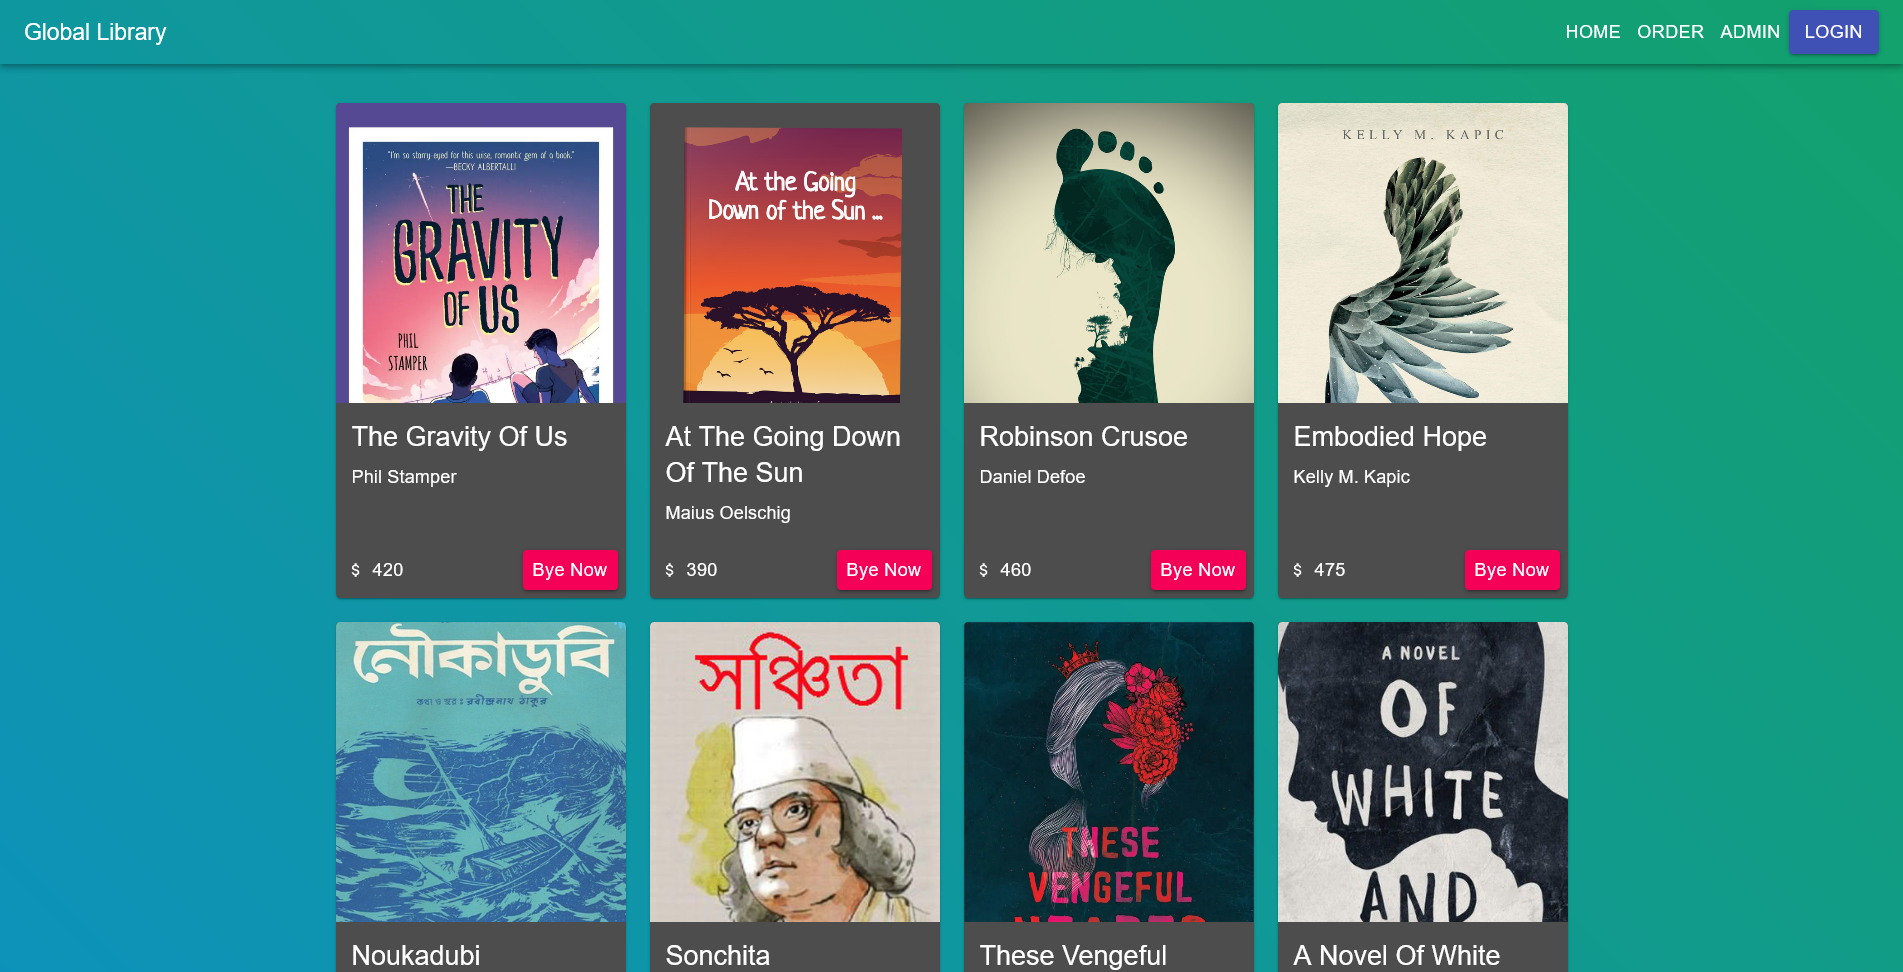 Global Library
HOME ORDER ADMIN LOGIN
"I'm so starry-eyed for this wise, romantic gem of a book."
—BECKY ALBERTALLI
THE
GRAVITY
OF US
PHIL
STAMPER
At the Going
Down of the Sun ...
KELLY M. KAPIC
The Gravity Of Us
Phil Stamper
$ 420
Bye Now
At The Going Down
Of The Sun
Maius Oelschig
$ 390
Bye Now
Robinson Crusoe
Daniel Defoe
$ 460
Bye Now
Embodied Hope
Kelly M. Kapic
$ 475
Bye Now
নৌকাডুবি
কথা ও সুরে : রবীন্দ্রনাথ ঠাকুর
Noukadubi
সঞ্চিতা
Sonchita
THESE
VENGEFUL
HEARTS
These Vengeful
A NOVEL
OF
WHITE
AND
A Novel Of White